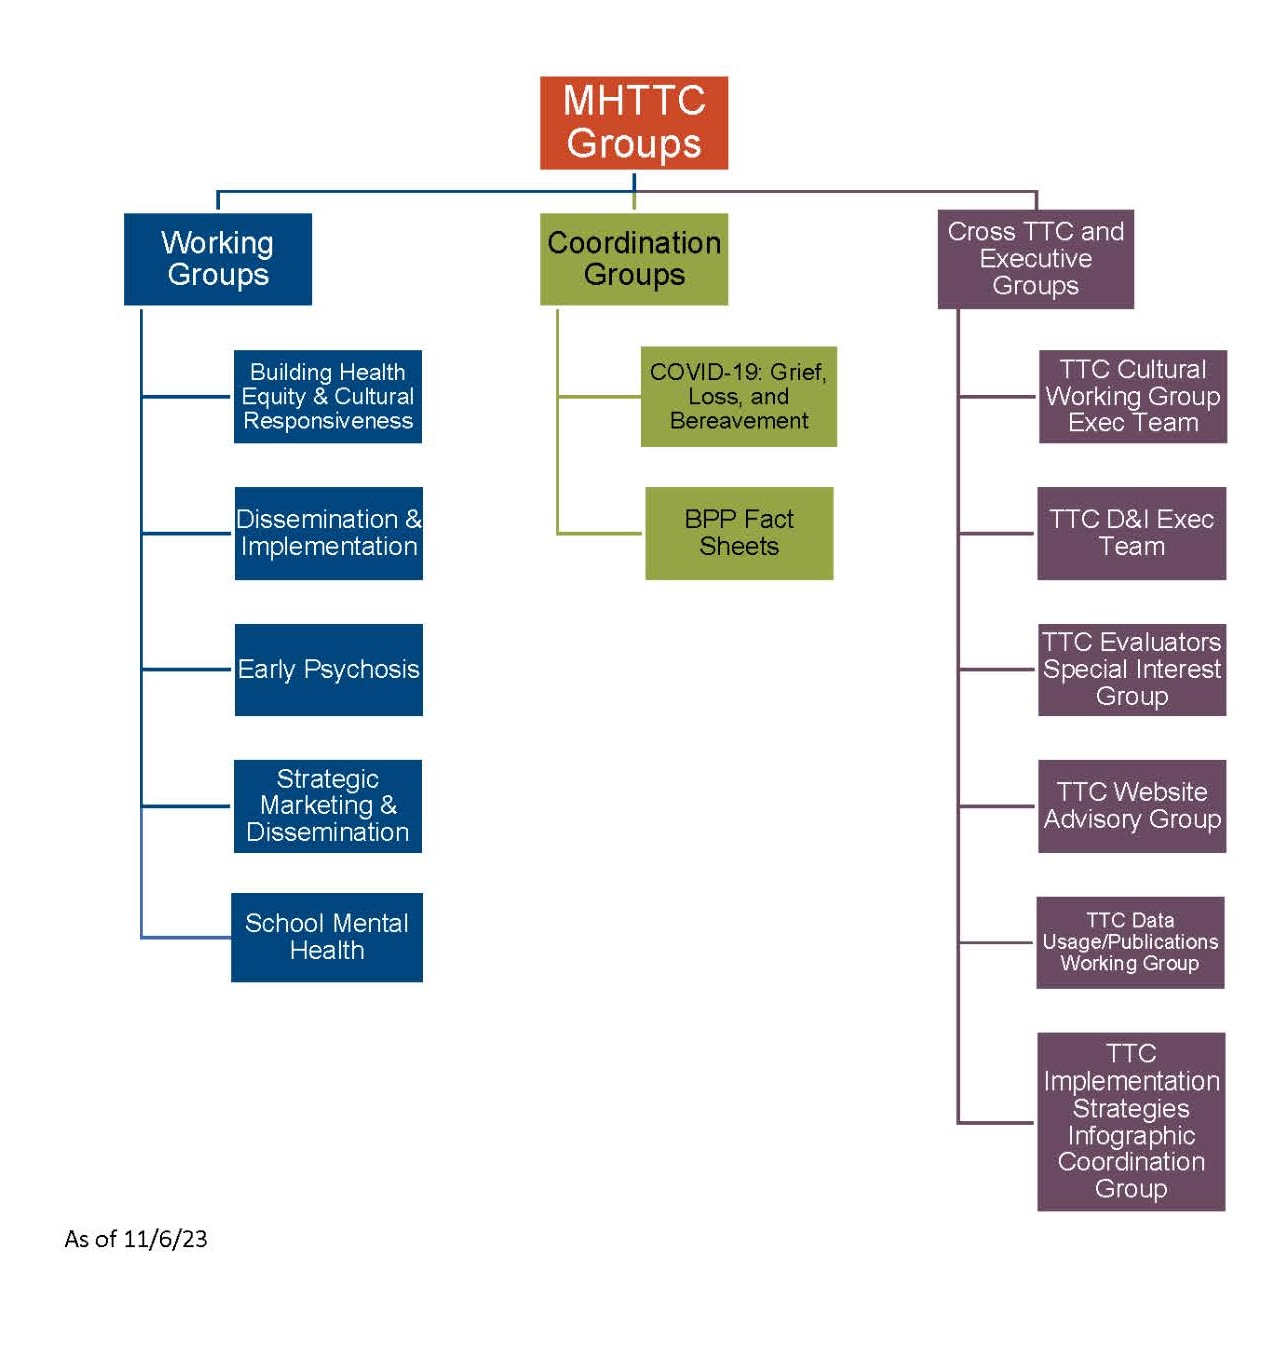 MHTTC
Groups
Working
Groups
Building Health
Equity & Cultural
Responsiveness
Dissemination &
Implementation
Early Psychosis
Strategic
Marketing &
Dissemination
School Mental
Health
Coordination
Groups
COVID-19: Grief,
Loss, and
Bereavement
BPP Fact
Sheets
Cross TTC and
Executive
Groups
TTC Cultural
Working Group
Exec Team
TTC D&I Exec
Team
TTC Evaluators
Special Interest
Group
TTC Website
Advisory Group
TTC Data
Usage/Publications
Working Group
TTC
Implementation
Strategies
Infographic
Coordination
Group
As of 11/6/23